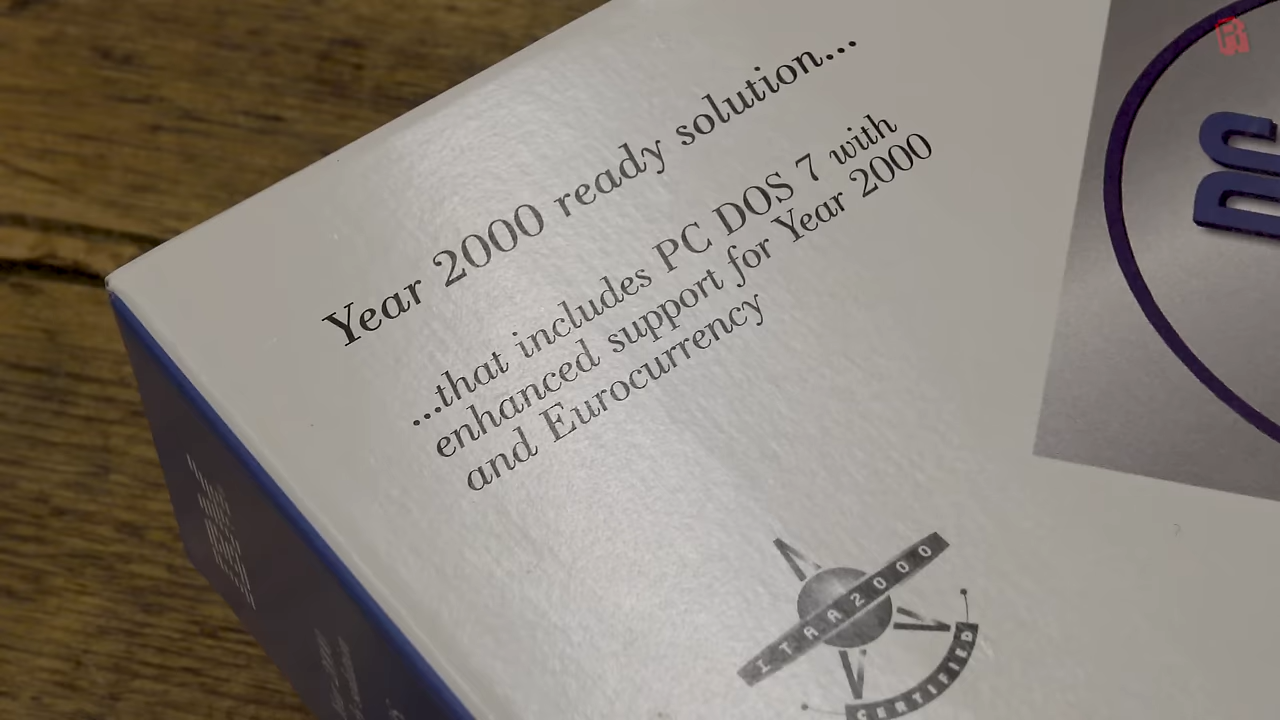 Year 2000 ready solution...
...that includes PC DOS 7 with
enhanced support for Year 2000
and Eurocurrency
ITAA2000
CERTIFIED
IBM